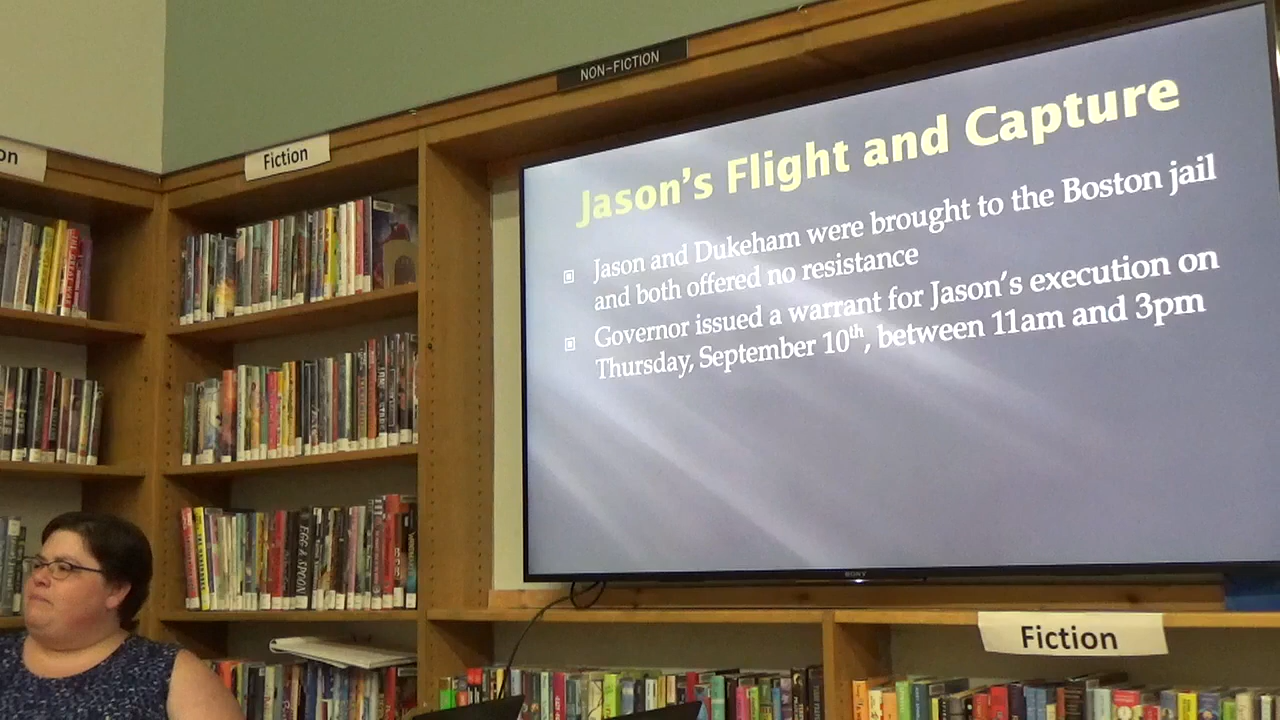 NON-FICTION
on
Fiction
Jason's Flight and Capture
Jason and Dukeham were brought to the Boston jail
and both offered no resistance
Governor issued a warrant for Jason's execution on
Thursday, September 10th, between 11am and 3pm
EGG & SPOON
SONY
Fiction